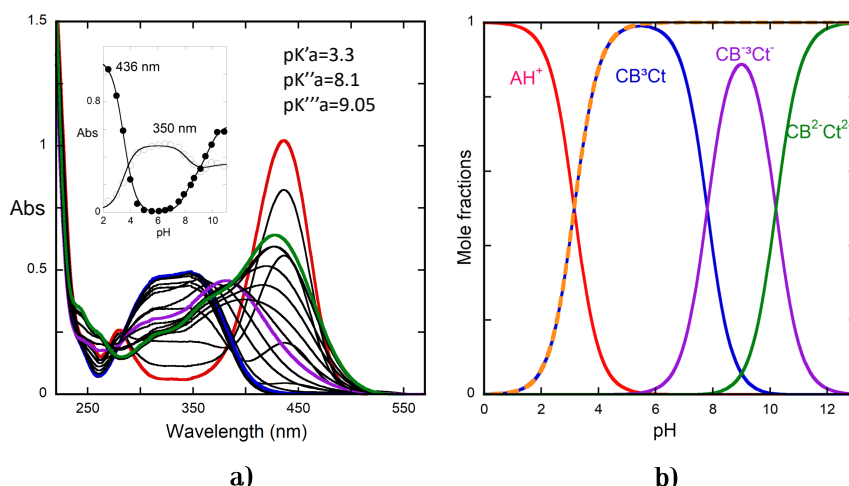 1.5
1
0.5
0
Abs
250
350
450
550
Wavelength (nm)
436 nm
350 nm
0.8
Abs
0
2
4
6
8
10
pH
pK'a=3.3
pK''a=8.1
pK'''a=9.05
a)
1
0
Mole fractions
AH⁺
CB³Ct
CB⁻³Ct⁻
CB²⁻Ct²⁻
0
2
4
6
8
10
12
pH
b)